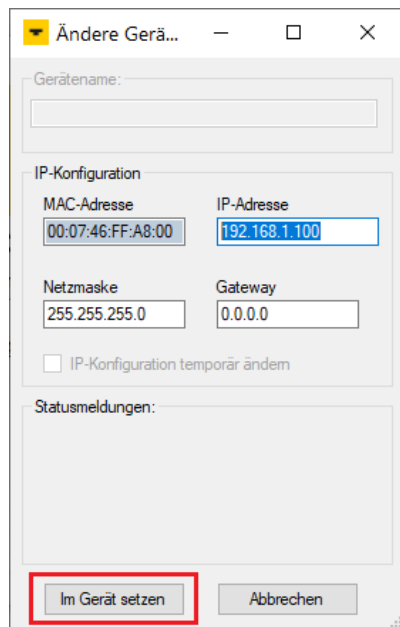 Ändere Gerä...
Gerätename:
IP-Konfiguration
MAC-Adresse IP-Adresse
00:07:46:FF:A8:00 192.168.1.100
Netzmaske Gateway
255.255.255.0 0.0.0.0
IP-Konfiguration temporär ändern
Statusmeldungen:
Im Gerät setzen Abbrechen